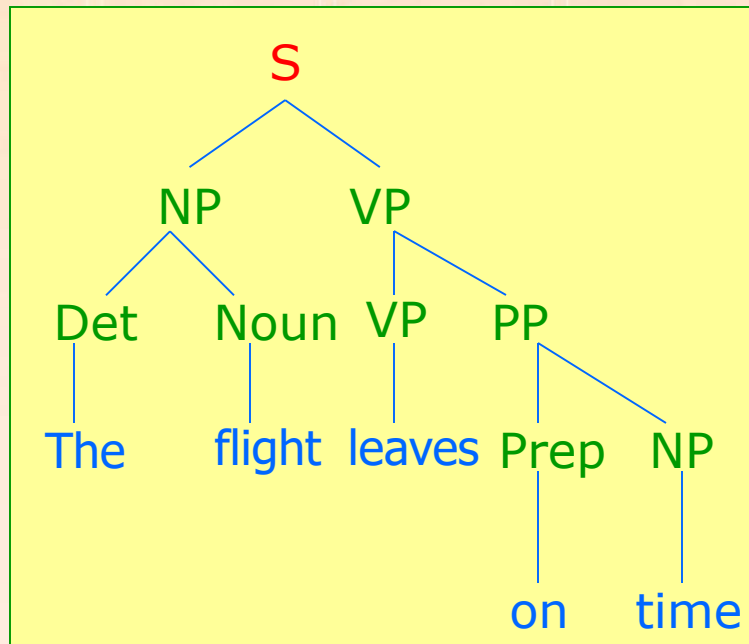 S
NP VP
Det Noun VP PP
The flight leaves Prep NP
on time